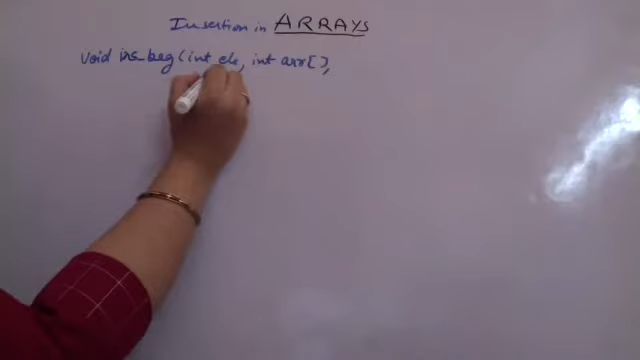 Insertion in ARRAYS
void ins_beg(int ele, int arr[],